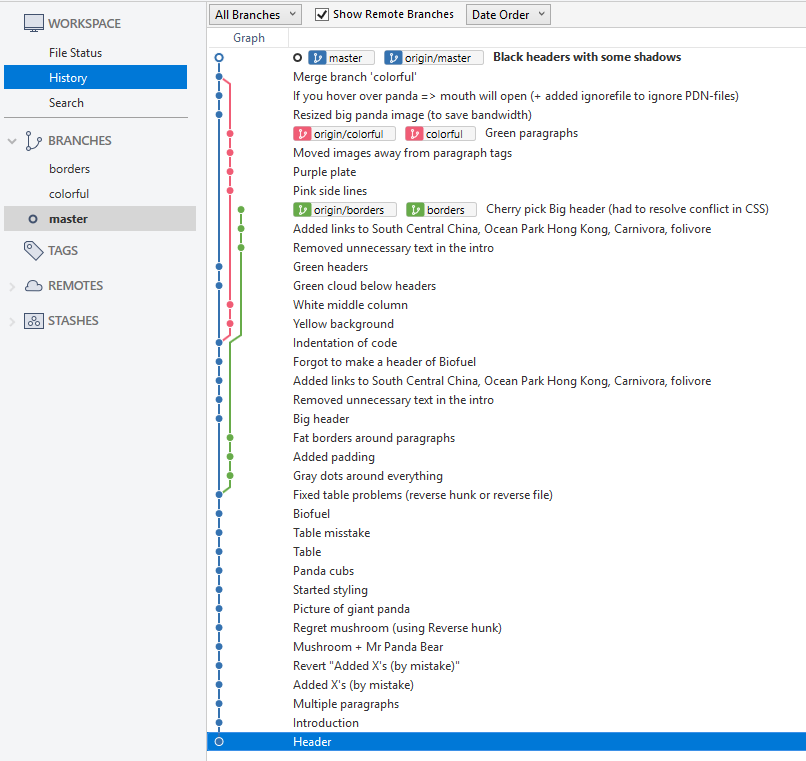 WORKSPACE
File Status
History
Search
BRANCHES
borders
colorful
master
TAGS
REMOTES
STASHES
All Branches Show Remote Branches Date Order
Graph
master origin/master Black headers with some shadows
Merge branch 'colorful'
If you hover over panda => mouth will open (+ added ignorefile to ignore PDN-files)
Resized big panda image (to save bandwidth)
origin/colorful colorful Green paragraphs
Moved images away from paragraph tags
Purple plate
Pink side lines
origin/borders borders Cherry pick Big header (had to resolve conflict in CSS)
Added links to South Central China, Ocean Park Hong Kong, Carnivora, folivore
Removed unnecessary text in the intro
Green headers
Green cloud below headers
White middle column
Yellow background
Indentation of code
Forgot to make a header of Biofuel
Added links to South Central China, Ocean Park Hong Kong, Carnivora, folivore
Removed unnecessary text in the intro
Big header
Fat borders around paragraphs
Added padding
Gray dots around everything
Fixed table problems (reverse hunk or reverse file)
Biofuel
Table misstake
Table
Panda cubs
Started styling
Picture of giant panda
Regret mushroom (using Reverse hunk)
Mushroom + Mr Panda Bear
Revert "Added X's (by mistake)"
Added X's (by mistake)
Multiple paragraphs
Introduction
Header